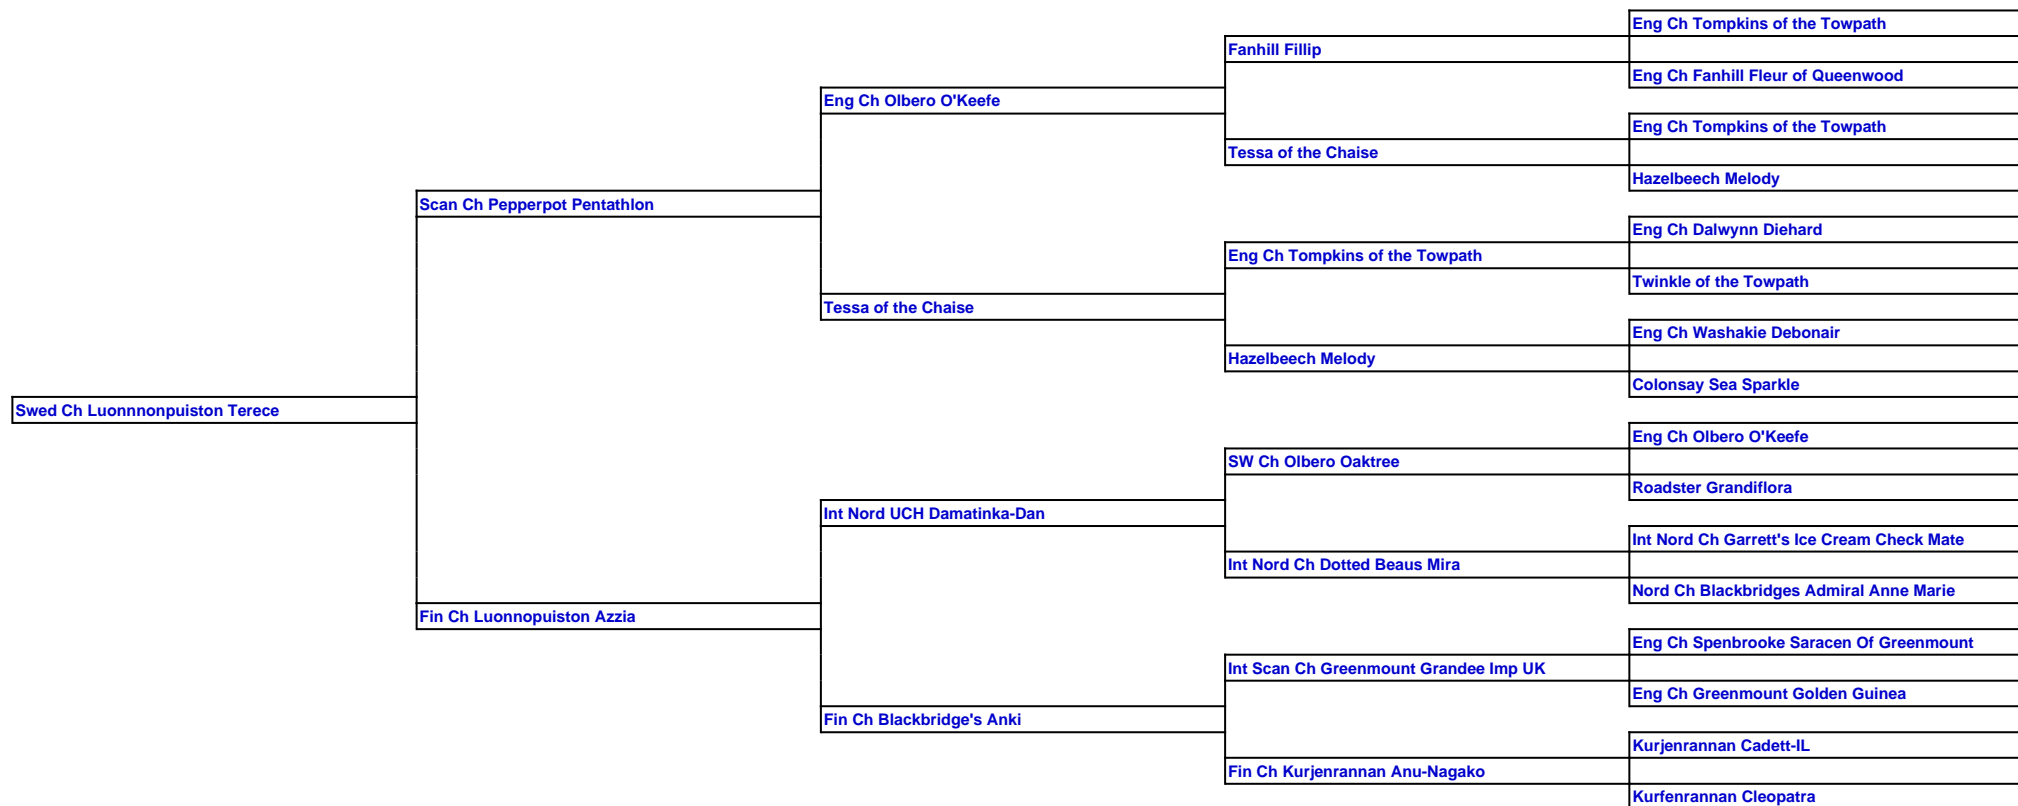 Eng Ch Tompkins of the Towpath
Fanhill Fillip
Eng Ch Fanhill Fleur of Queenwood
Eng Ch Olbero O'Keefe
Eng Ch Tompkins of the Towpath
Tessa of the Chaise
Hazelbeech Melody
Scan Ch Pepperpot Pentathlon
Eng Ch Dalwynn Diehard
Eng Ch Tompkins of the Towpath
Twinkle of the Towpath
Tessa of the Chaise
Eng Ch Washakie Debonair
Hazelbeech Melody
Colonsay Sea Sparkle
Swed Ch Luonnnonpuiston Terece
Eng Ch Olbero O'Keefe
SW Ch Olbero Oaktree
Roadster Grandiflora
Int Nord UCH Damatinka-Dan
Int Nord Ch Garrett's Ice Cream Check Mate
Int Nord Ch Dotted Beaus Mira
Nord Ch Blackbridges Admiral Anne Marie
Fin Ch Luonnopuiston Azzia
Eng Ch Spenbrooke Saracen Of Greenmount
Int Scan Ch Greenmount Grandee Imp UK
Eng Ch Greenmount Golden Guinea
Fin Ch Blackbridge's Anki
Kurjenrannan Cadett-IL
Fin Ch Kurjenrannan Anu-Nagako
Kurfenrannan Cleopatra